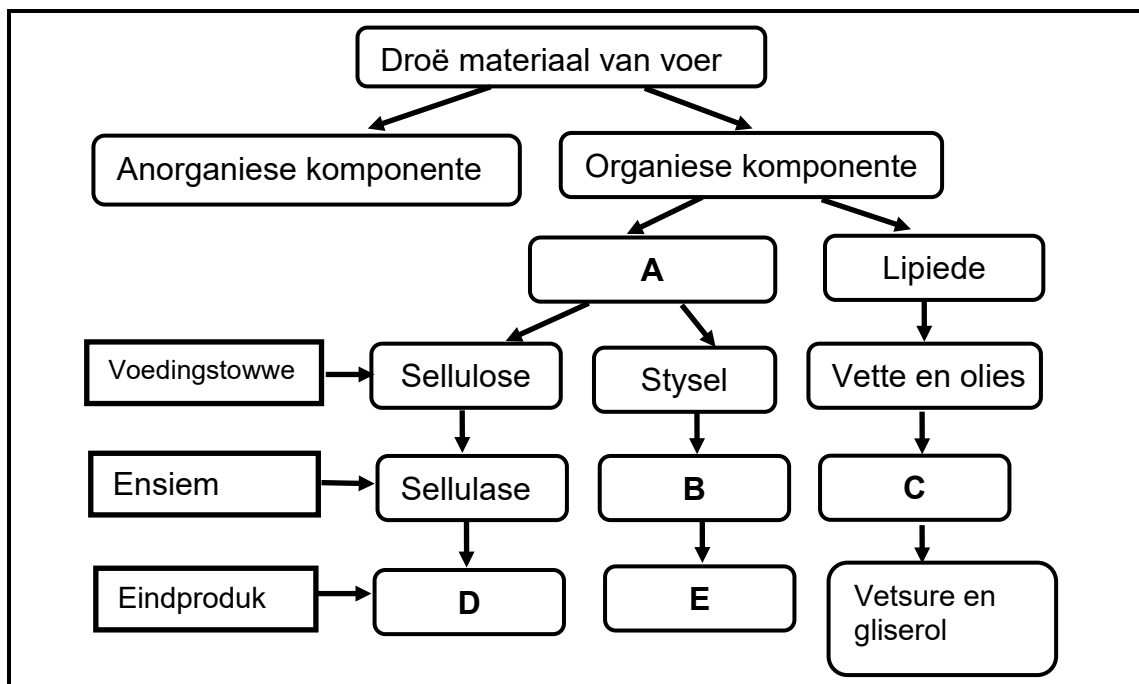 Droë materiaal van voer
Anorganiese komponente
Organiese komponente
A
Lipiede
Voedingstowwe
Sellulose
Stysel
Vette en olies
Ensiem
Sellulase
B
C
Eindproduk
D
E
Vetsure en
gliserol